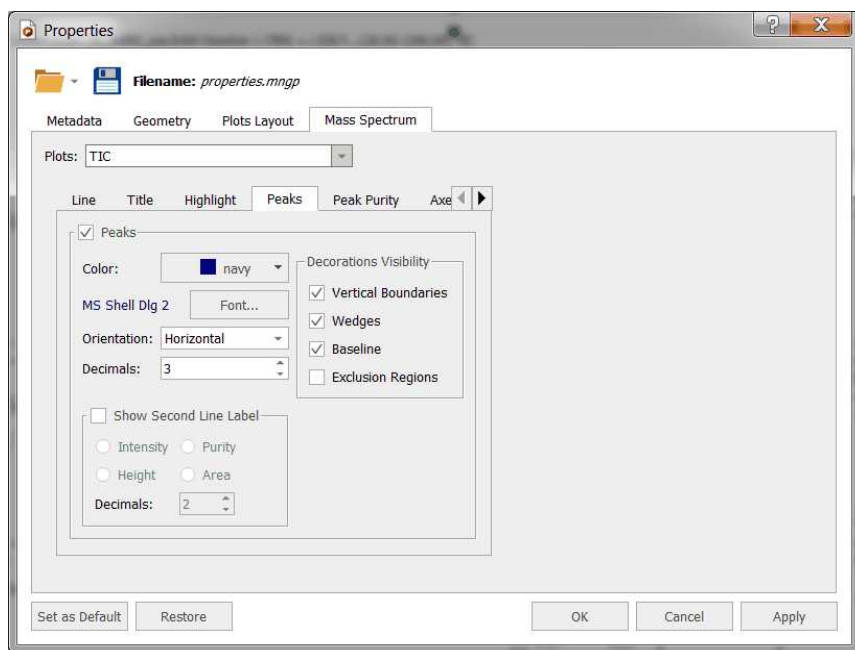 Properties
Filename: properties.mngp
Metadata Geometry Plots Layout Mass Spectrum
Plots: TIC
Line Title Highlight Peaks Peak Purity Axe
Peaks
Color: navy
MS Shell Dlg 2 Font...
Orientation: Horizontal
Decimals: 3
Decorations Visibility
Vertical Boundaries
Wedges
Baseline
Exclusion Regions
Show Second Line Label
Intensity Purity
Height Area
Decimals: 2
Set as Default Restore OK Cancel Apply